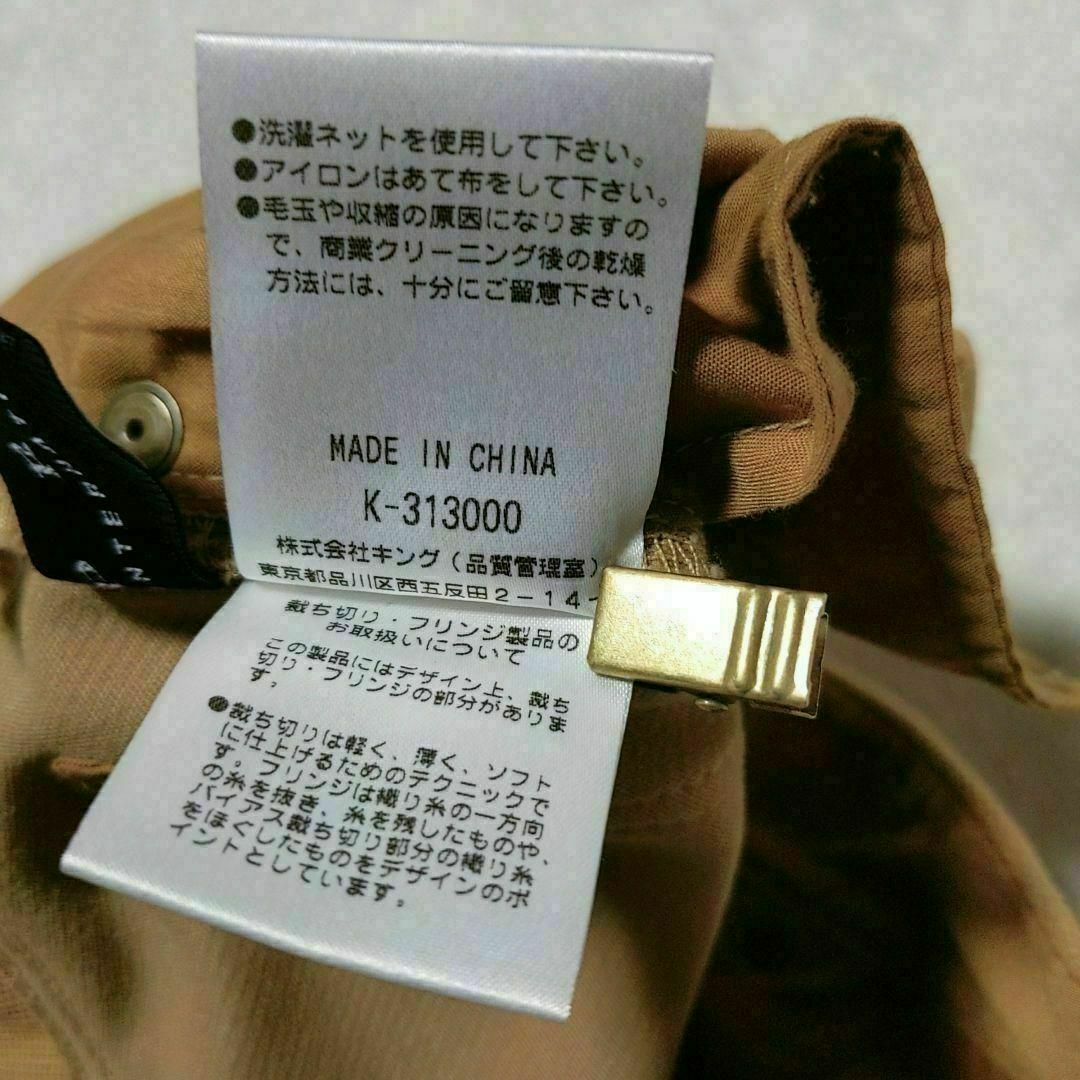 ●洗濯ネットを使用して下さい。
●アイロンはあて布をして下さい。
●毛玉や収縮の原因になりますの
で、商業クリーニング後の乾燥
方法には、十分にご留意下さい。
MADE IN CHINA
K-313000
株式会社キング(品質管理室)
東京都品川区西五反田2-14-
裁ち切り・フリンジ製品の
お取扱いについて
この製品にはデザイン上、裁ち
切り・フリンジの部分がありま
す。
●裁ち切りは軽く、薄く、ソフト
に仕上げるためのテクニックで
す。フリンジは織り糸の一方向
の糸を抜き、糸を残したものや、
バイアス裁ち切り部分の織り糸
をほぐしたものをデザインのポ
イントとしています。